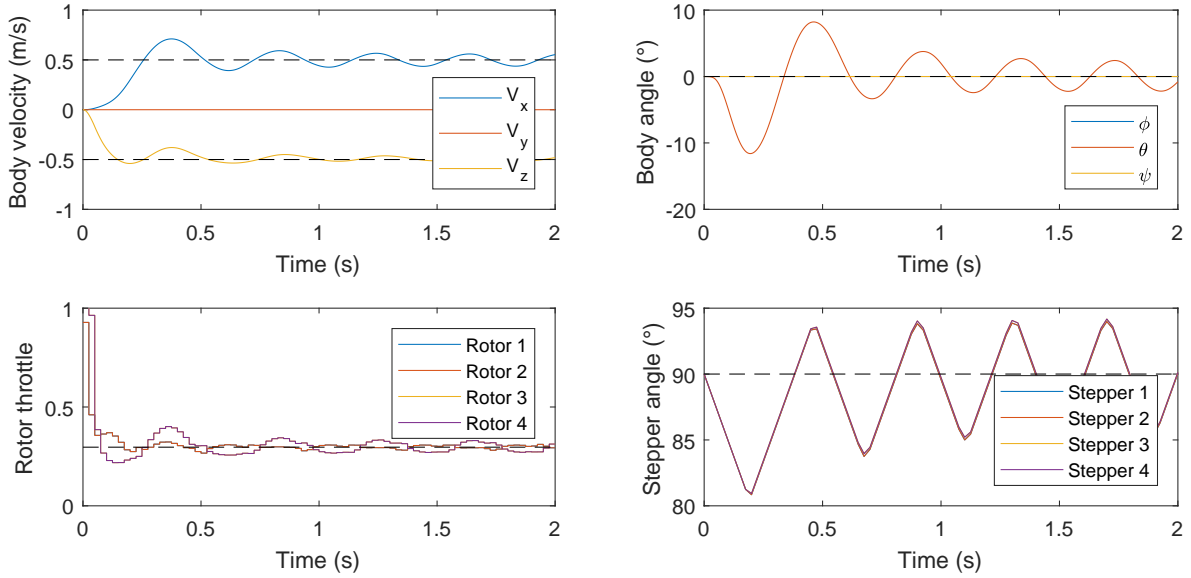 Body velocity (m/s)
1
0.5
0
-0.5
-1
V_x
V_y
V_z
0 0.5 1 1.5 2
Time (s)
Body angle (°)
10
0
-10
-20
ϕ
θ
ψ
0 0.5 1 1.5 2
Time (s)
Rotor throttle
1
0.5
0
Rotor 1
Rotor 2
Rotor 3
Rotor 4
0 0.5 1 1.5 2
Time (s)
Stepper angle (°)
95
90
85
80
Stepper 1
Stepper 2
Stepper 3
Stepper 4
0 0.5 1 1.5 2
Time (s)